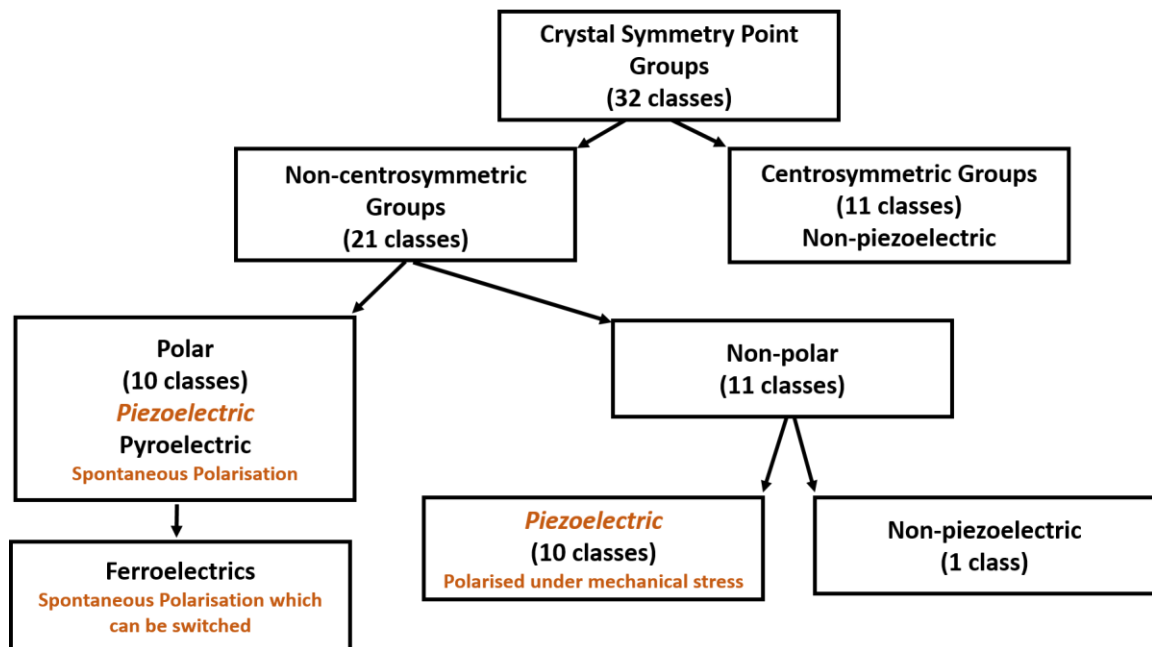 Crystal Symmetry Point
Groups
(32 classes)
Non-centrosymmetric
Groups
(21 classes)
Centrosymmetric Groups
(11 classes)
Non-piezoelectric
Polar
(10 classes)
Piezoelectric
Pyroelectric
Spontaneous Polarisation
Non-polar
(11 classes)
Ferroelectrics
Spontaneous Polarisation which
can be switched
Piezoelectric
(10 classes)
Polarised under mechanical stress
Non-piezoelectric
(1 class)